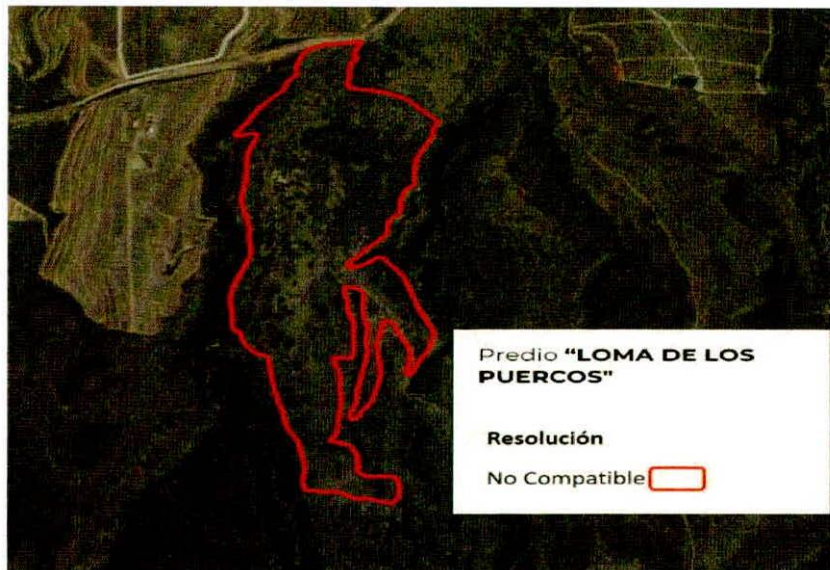 Predio “LOMA DE LOS
PUERCOS”
Resolución
No Compatible